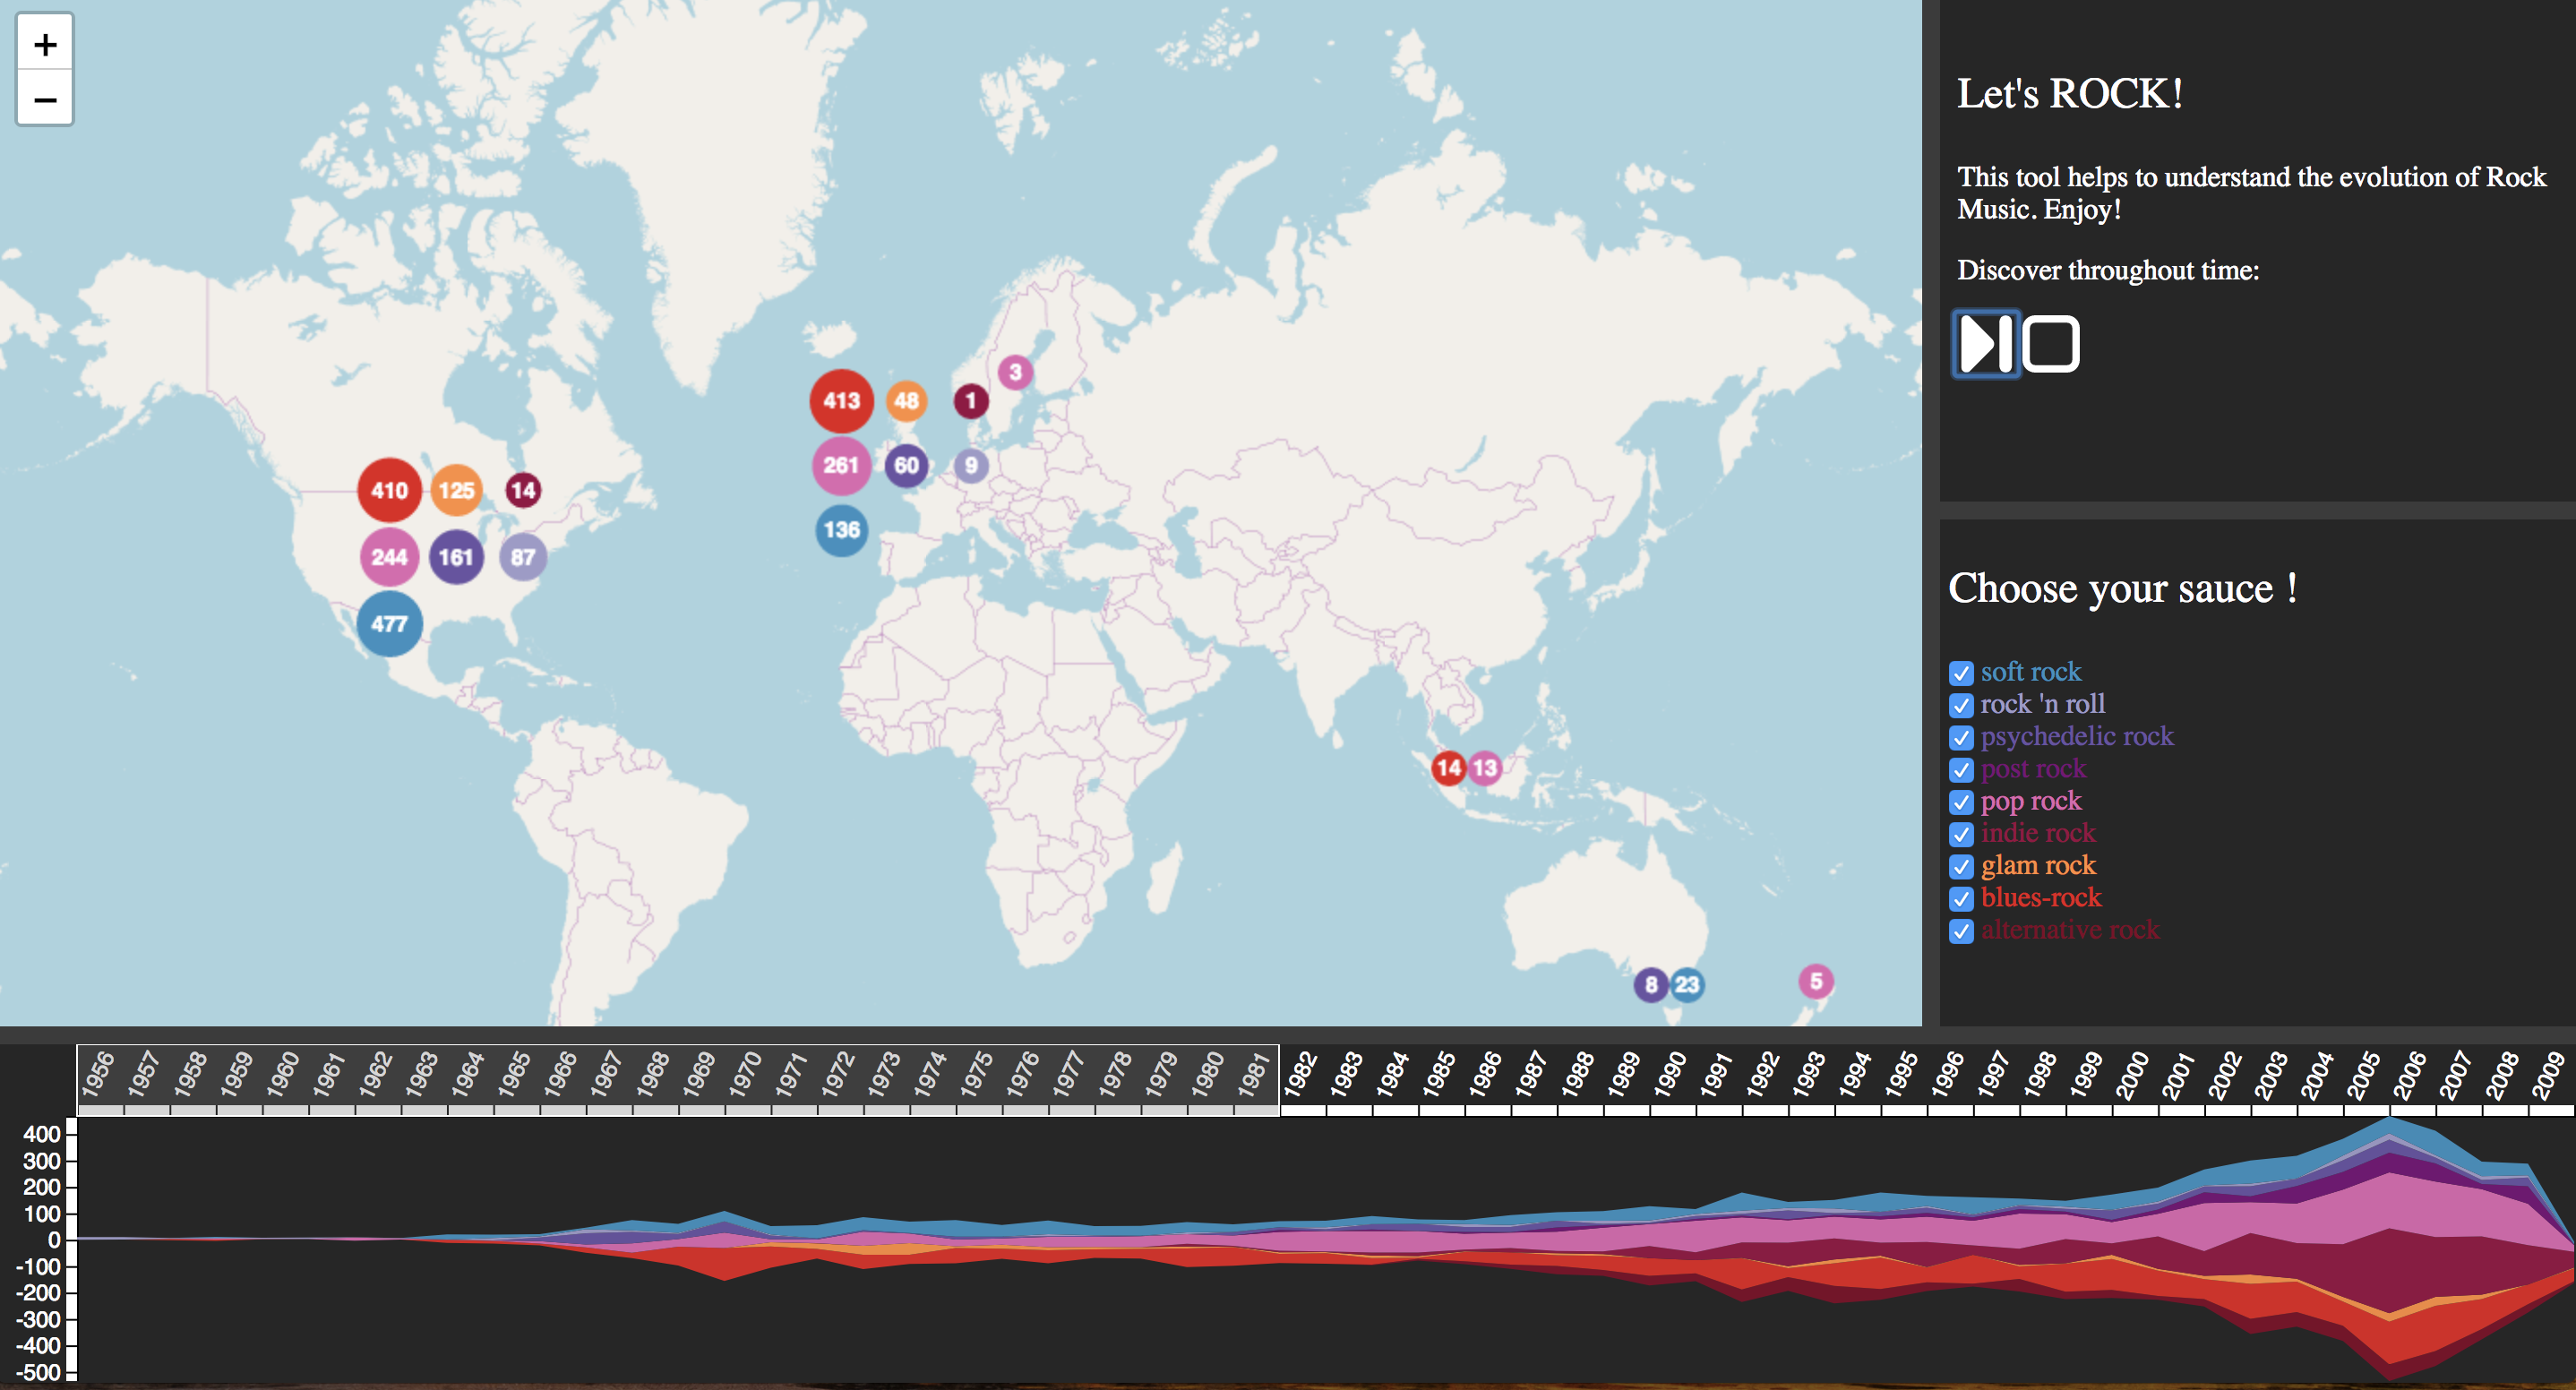 +
−
3
413 48 1
261 60 9
136
410 125 14
244 161 87
477
14 13
8 23
5
Let's ROCK!
This tool helps to understand the evolution of Rock
Music. Enjoy!
Discover throughout time:
Choose your sauce !
soft rock
rock 'n roll
psychedelic rock
post rock
pop rock
indie rock
glam rock
blues-rock
alternative rock
1956 1957 1958 1959 1960 1961 1962 1963 1964 1965 1966 1967 1968 1969 1970 1971 1972 1973 1974 1975 1976 1977 1978 1979 1980 1981 1982 1983 1984 1985 1986 1987 1988 1989 1990 1991 1992 1993 1994 1995 1996 1997 1998 1999 2000 2001 2002 2003 2004 2005 2006 2007 2008 2009
400
300
200
100
0
-100
-200
-300
-400
-500